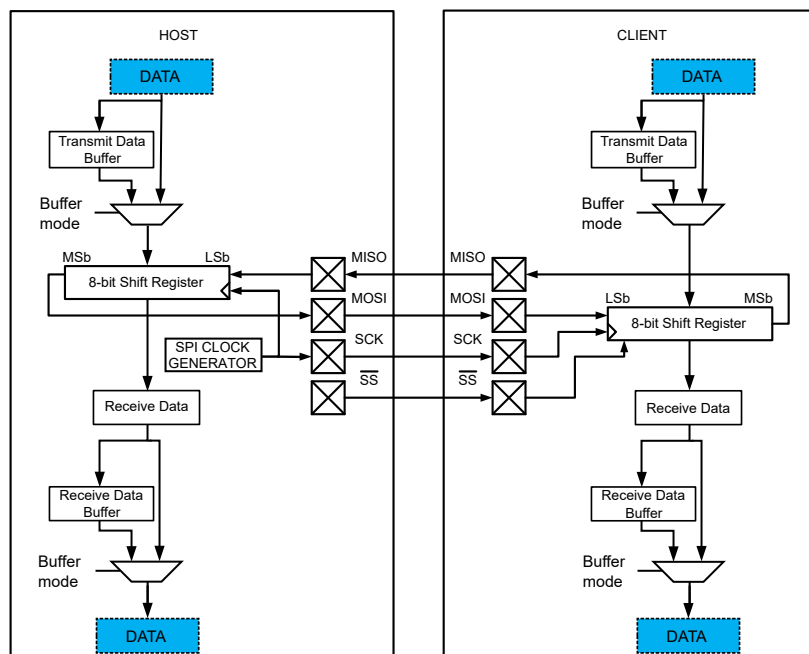 HOST
CLIENT
DATA
DATA
Transmit Data
Buffer
Transmit Data
Buffer
Buffer
mode
Buffer
mode
MSb
LSb
8-bit Shift Register
MISO
MISO
MOSI
MOSI
LSb
MSb
8-bit Shift Register
SPI CLOCK
GENERATOR
SCK
SCK
SS
SS
Receive Data
Receive Data
Receive Data
Buffer
Receive Data
Buffer
Buffer
mode
Buffer
mode
DATA
DATA